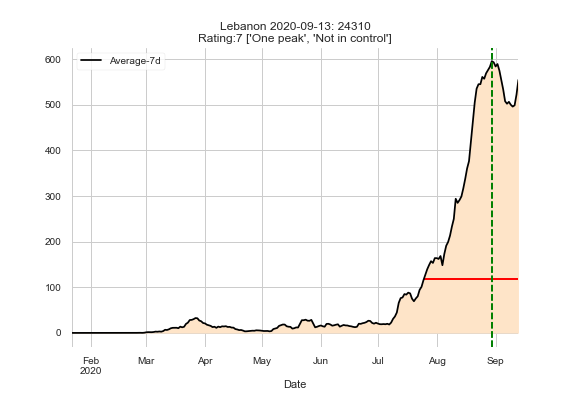 Lebanon 2020-09-13: 24310
Rating:7 ['One peak', 'Not in control']
Average-7d
600
500
400
300
200
100
0
Feb Mar Apr May Jun Jul Aug Sep
2020
Date